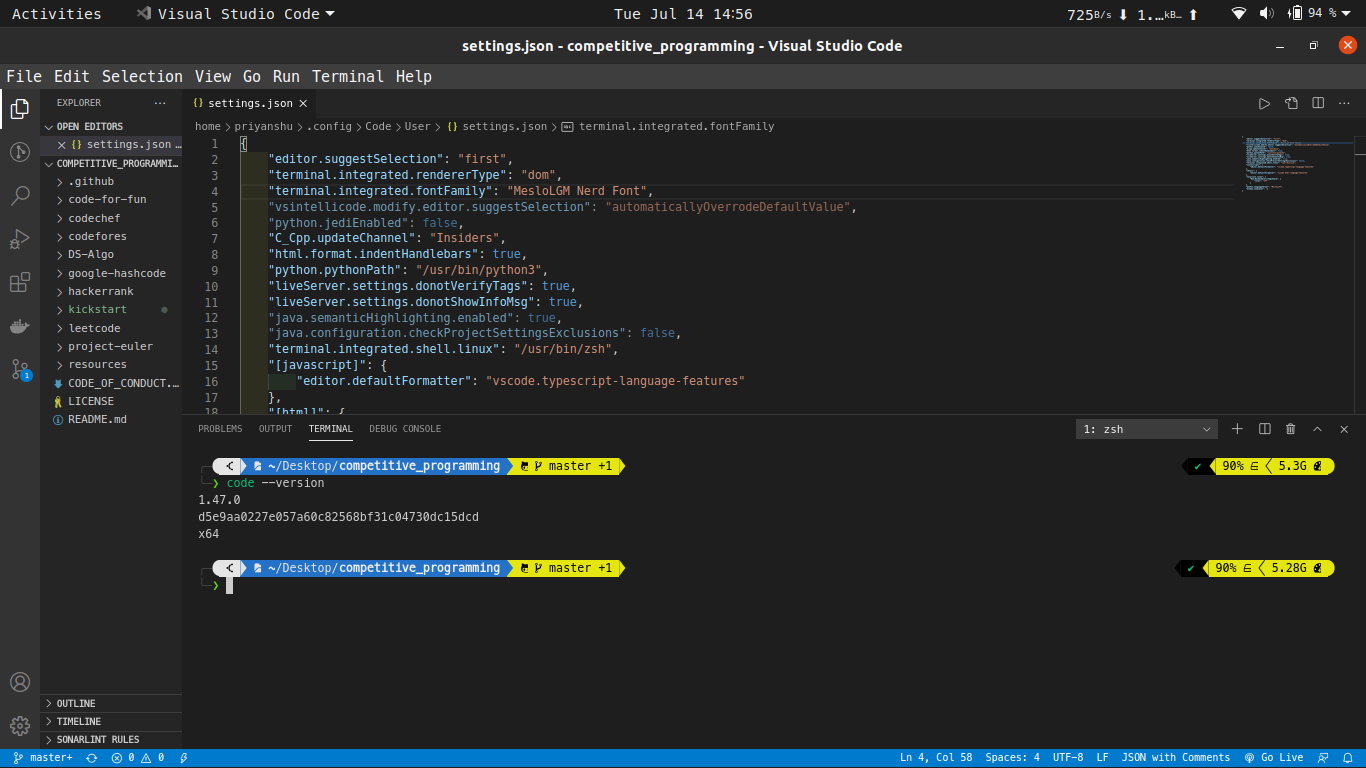 Activities Visual Studio Code Tue Jul 14 14:56 725B/s 1.…kB… 94 %
settings.json - competitive_programming - Visual Studio Code
File Edit Selection View Go Run Terminal Help
EXPLORER
OPEN EDITORS
settings.json ...
COMPETITIVE_PROGRAMMI...
.github
code-for-fun
codechef
codefores
DS-Algo
google-hashcode
hackerrank
kickstart
leetcode
project-euler
resources
CODE_OF_CONDUCT....
LICENSE
README.md
OUTLINE
TIMELINE
SONARLINT RULES
1
settings.json
home > priyanshu > .config > Code > User > {} settings.json > terminal.integrated.fontFamily
1 {
2 "editor.suggestSelection": "first",
3 "terminal.integrated.rendererType": "dom",
4 "terminal.integrated.fontFamily": "MesloLGM Nerd Font",
5 "vsintellicode.modify.editor.suggestSelection": "automaticallyOverrodeDefaultValue",
6 "python.jediEnabled": false,
7 "C_Cpp.updateChannel": "Insiders",
8 "html.format.indentHandlebars": true,
9 "python.pythonPath": "/usr/bin/python3",
10 "liveServer.settings.donotVerifyTags": true,
11 "liveServer.settings.donotShowInfoMsg": true,
12 "java.semanticHighlighting.enabled": true,
13 "java.configuration.checkProjectSettingsExclusions": false,
14 "terminal.integrated.shell.linux": "/usr/bin/zsh",
15 "[javascript]": {
16 "editor.defaultFormatter": "vscode.typescript-language-features"
17 },
18 "[html]": {
PROBLEMS OUTPUT TERMINAL DEBUG CONSOLE 1: zsh
~/Desktop/competitive_programming master +1 ✔ 90% 5.3G
❯ code --version
1.47.0
d5e9aa0227e057a60c82568bf31c04730dc15dcd
x64
~/Desktop/competitive_programming master +1 ✔ 90% 5.28G
❯
master+ 0 0 Ln 4, Col 58 Spaces: 4 UTF-8 LF JSON with Comments Go Live